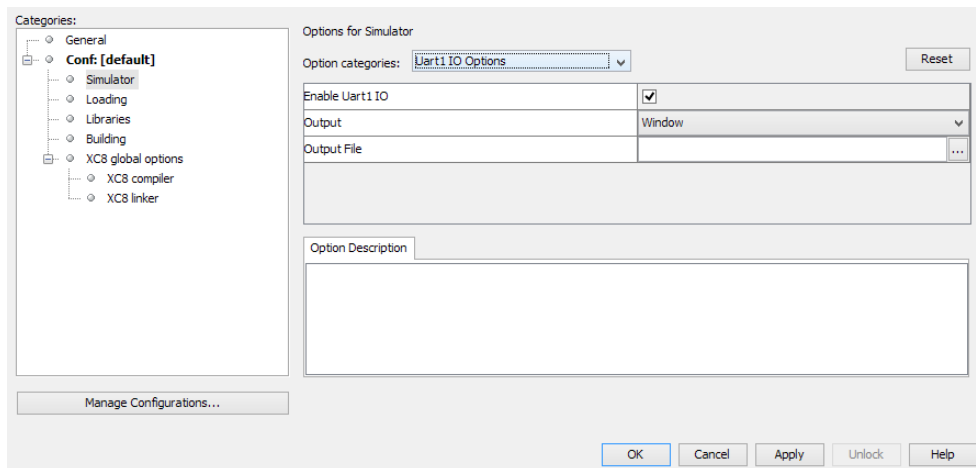 Categories:
General
Conf: [default]
Simulator
Loading
Libraries
Building
XC8 global options
XC8 compiler
XC8 linker
Manage Configurations...
Options for Simulator
Option categories: Uart1 IO Options
Reset
Enable Uart1 IO
Output Window
Output File ...
Option Description
OK Cancel Apply Unlock Help